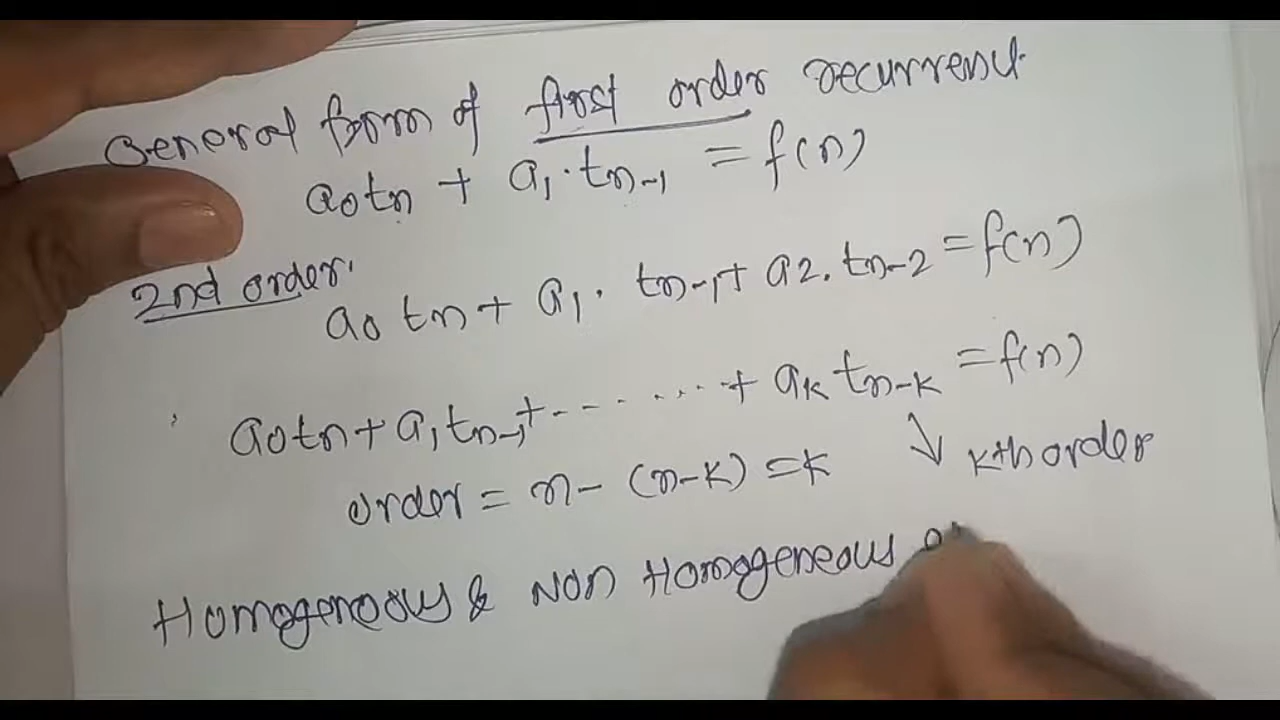 General form of first order recurrence
a₀tn + a₁.tn-1 = f(n)
2nd order.
a₀ tn + a₁. tn-1 + a2. tn-2 = f(n)
a₀tn + a₁tn-1 + -------- + aₖ tn-k = f(n)
↓ kth order
order = n - (n-k) = k
Homogeneous & Non Homogeneous